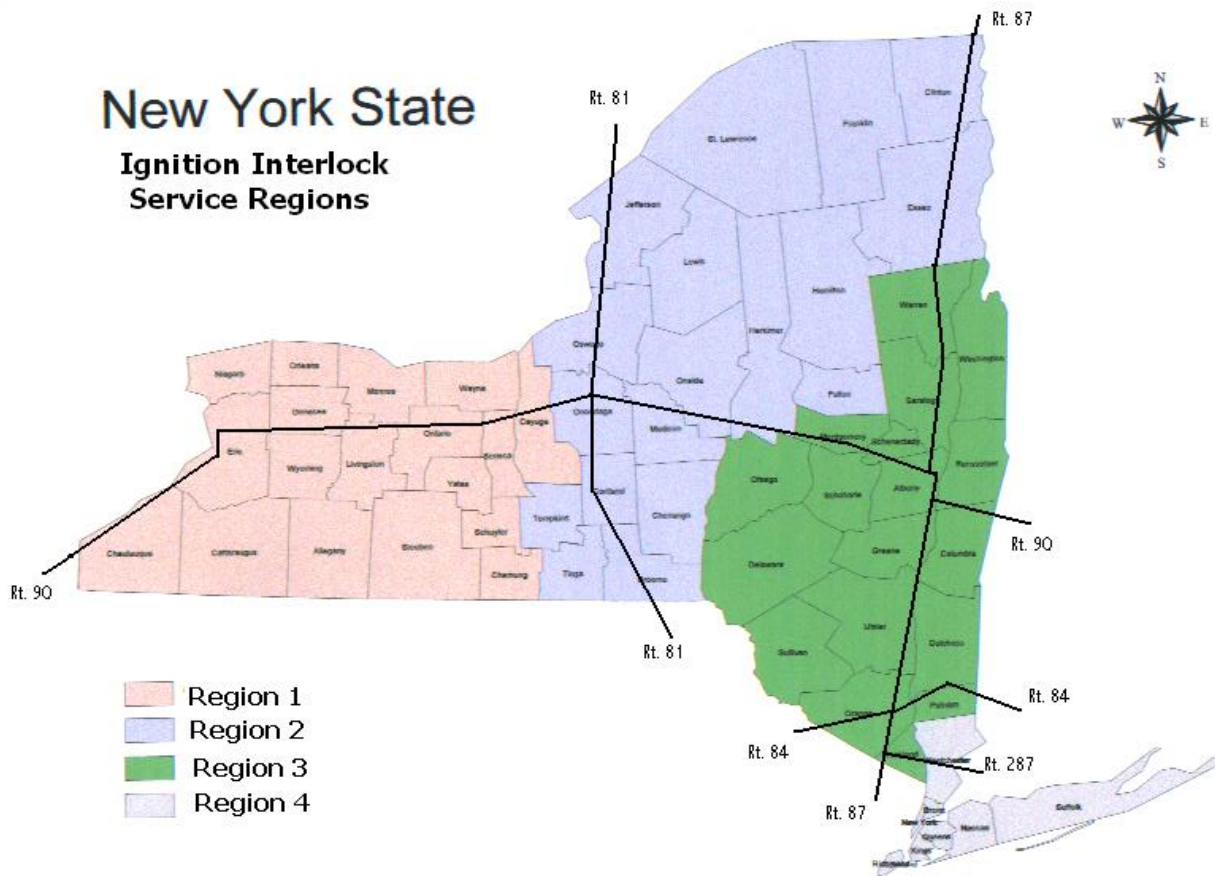 Rt. 87
New York State
Ignition Interlock
Service Regions
N
W
E
S
Rt. 81
Clinton
Franklin
St. Lawrence
Jefferson
Essex
Lewis
Hamilton
Herkimer
Warren
Washington
Oswego
Oneida
Fulton
Saratoga
Niagara
Orleans
Monroe
Wayne
Genesee
Cayuga
Onondaga
Madison
Ontario
Montgomery
Schenectady
Erie
Wyoming
Livingston
Seneca
Yates
Otsego
Schoharie
Albany
Rensselaer
Cortland
Chenango
Tompkins
Schuyler
Chautauqua
Cattaraugus
Allegany
Steuben
Chemung
Tioga
Broome
Delaware
Greene
Columbia
Rt. 90
Rt. 90
Ulster
Dutchess
Sullivan
Rt. 81
Region 1
Region 2
Region 3
Region 4
Orange
Putnam
Rt. 84
Rt. 84
Rt. 287
Rt. 87
Bronx
New York
Queens
Kings
Richmond
Nassau
Suffolk